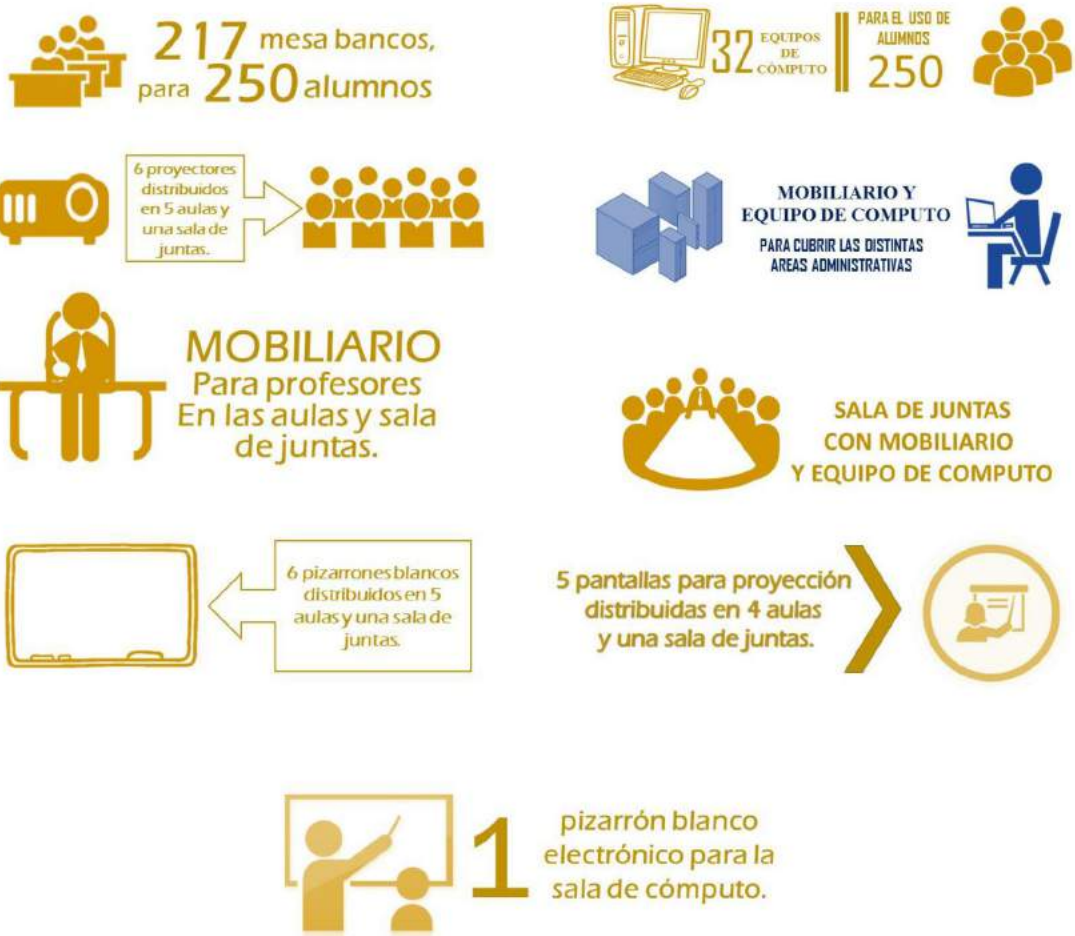 217 mesa bancos,
para 250 alumnos
32 EQUIPOS
DE
CÓMPUTO
PARA EL USO DE
ALUMNOS
250
6 proyectores
distribuidos
en 5 aulas y
una sala de
juntas.
MOBILIARIO Y
EQUIPO DE COMPUTO
PARA CUBRIR LAS DISTINTAS
AREAS ADMINISTRATIVAS
MOBILIARIO
Para profesores
En las aulas y sala
de juntas.
SALA DE JUNTAS
CON MOBILIARIO
Y EQUIPO DE COMPUTO
6 pizarrones blancos
distribuidos en 5
aulas y una sala de
juntas.
5 pantallas para proyección
distribuidas en 4 aulas
y una sala de juntas.
1 pizarrón blanco
electrónico para la
sala de cómputo.